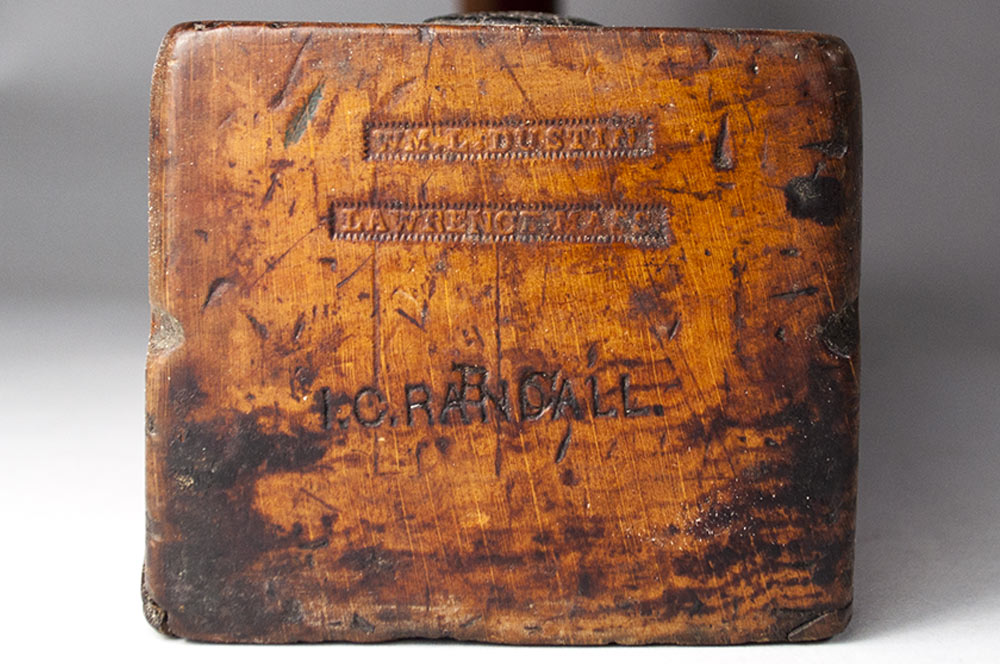 WM. L. DUSTIN
LAWRENCE MASS
I.C.RANDALL.